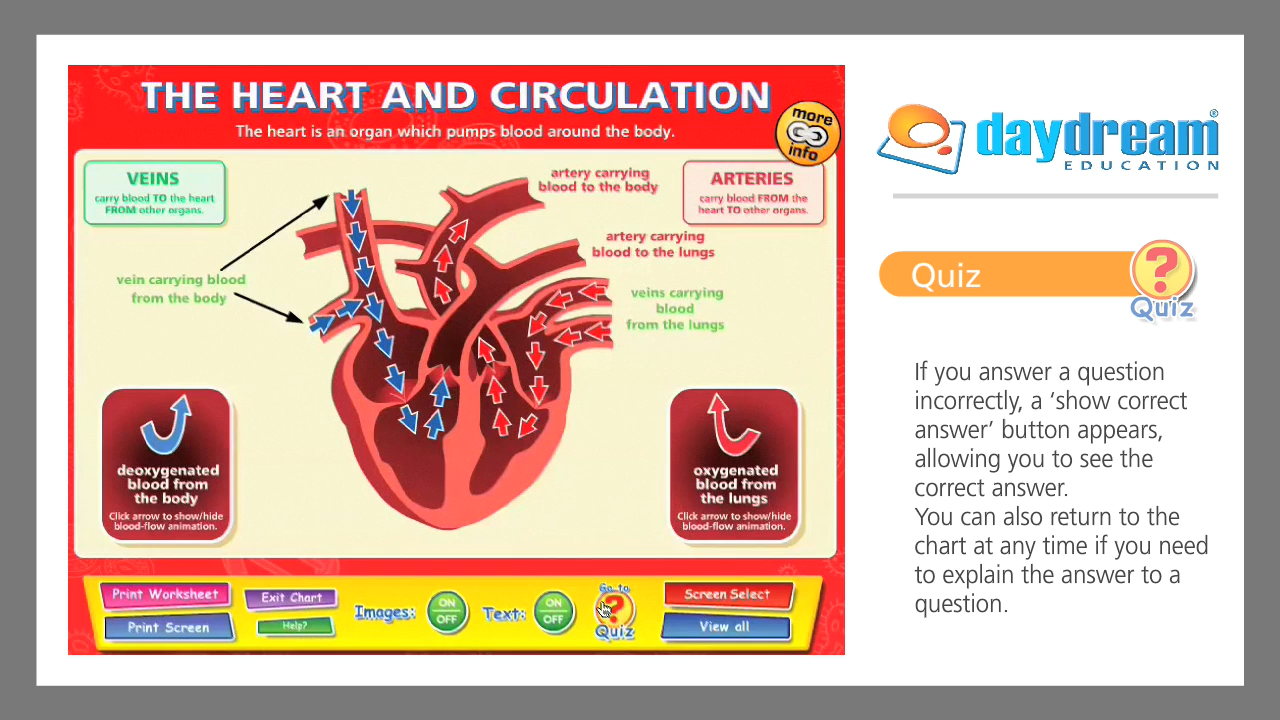 THE HEART AND CIRCULATION
The heart is an organ which pumps blood around the body.
more
info
VEINS
carry blood TO the heart
FROM other organs.
artery carrying
blood to the body
ARTERIES
carry blood FROM the
heart TO other organs.
artery carrying
blood to the lungs
vein carrying blood
from the body
veins carrying
blood
from the lungs
deoxygenated
blood from
the body
Click arrow to show/hide
blood-flow animation.
oxygenated
blood from
the lungs
Click arrow to show/hide
blood-flow animation.
Print Worksheet
Print Screen
Exit Chart
Help?
Images:
ON
OFF
Text:
ON
OFF
Go to
?
Quiz
Screen Select
View all
daydream®
EDUCATION
Quiz
?
Quiz
If you answer a question
incorrectly, a ‘show correct
answer’ button appears,
allowing you to see the
correct answer.
You can also return to the
chart at any time if you need
to explain the answer to a
question.